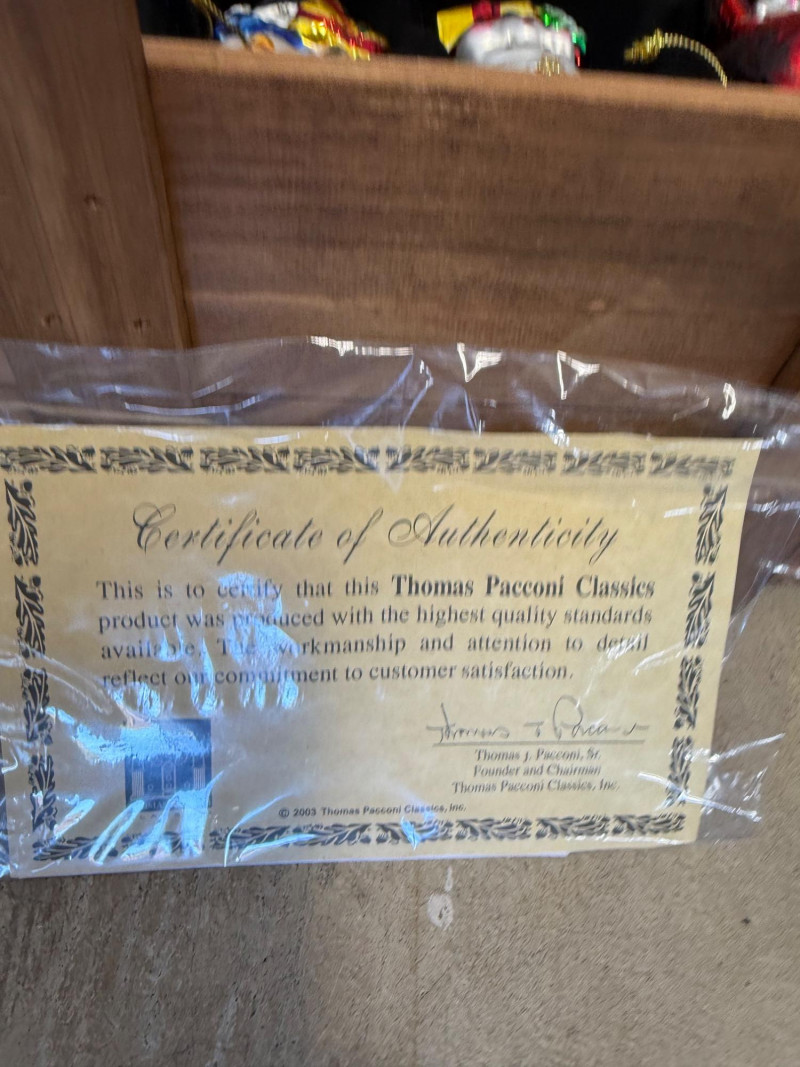 Certificate of Authenticity
This is to certify that this Thomas Pacconi Classics
product was produced with the highest quality standards
available. The workmanship and attention to detail
reflect our commitment to customer satisfaction.
Thomas J. Pacconi
Thomas J. Pacconi, Sr.
Founder and Chairman
Thomas Pacconi Classics, Inc.
© 2003 Thomas Pacconi Classics, Inc.